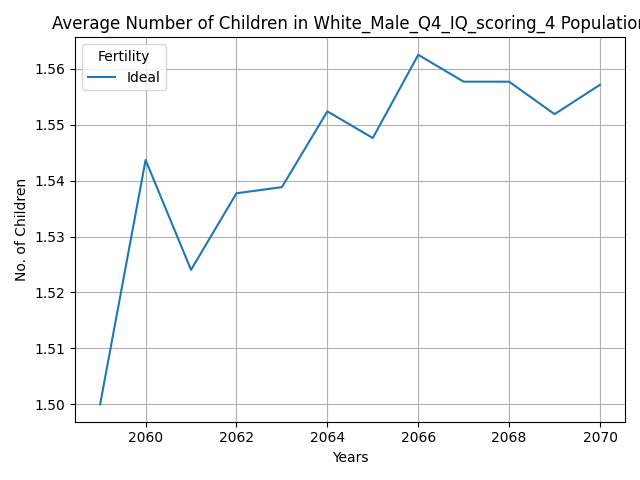 Average Number of Children in White_Male_Q4_IQ_scoring_4 Population
Fertility
Ideal
1.56
1.55
1.54
1.53
1.52
1.51
1.50
No. of Children
2060 2062 2064 2066 2068 2070
Years